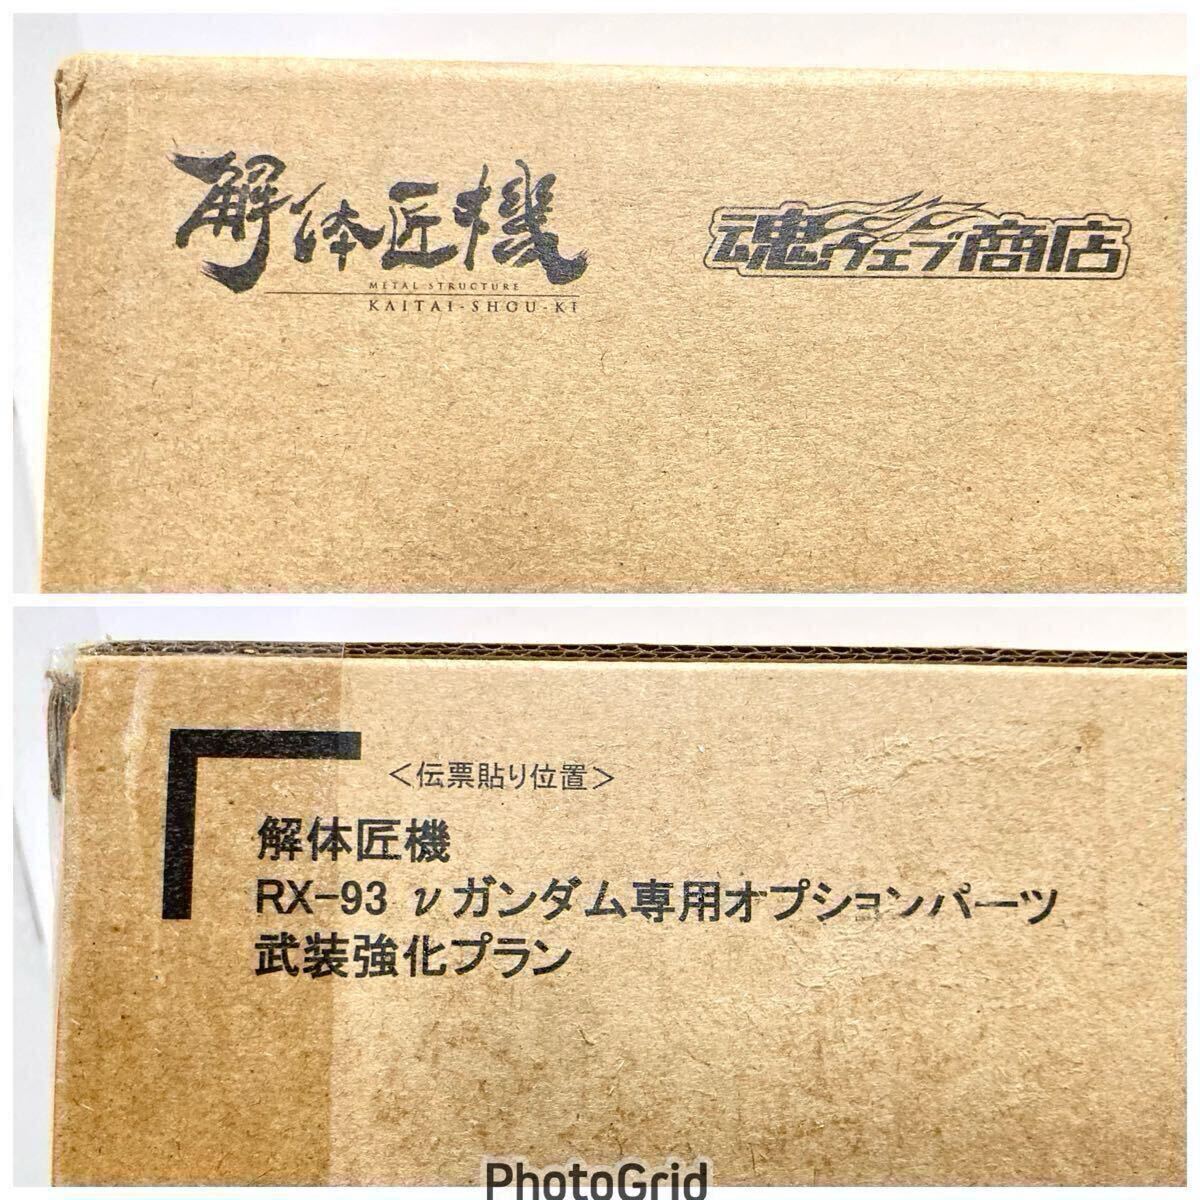 解体匠機
METAL STRUCTURE
KAITAI-SHOU-KI
魂ウェブ商店
＜伝票貼り位置＞
解体匠機
RX-93 νガンダム専用オプションパーツ
武装強化プラン
PhotoGrid